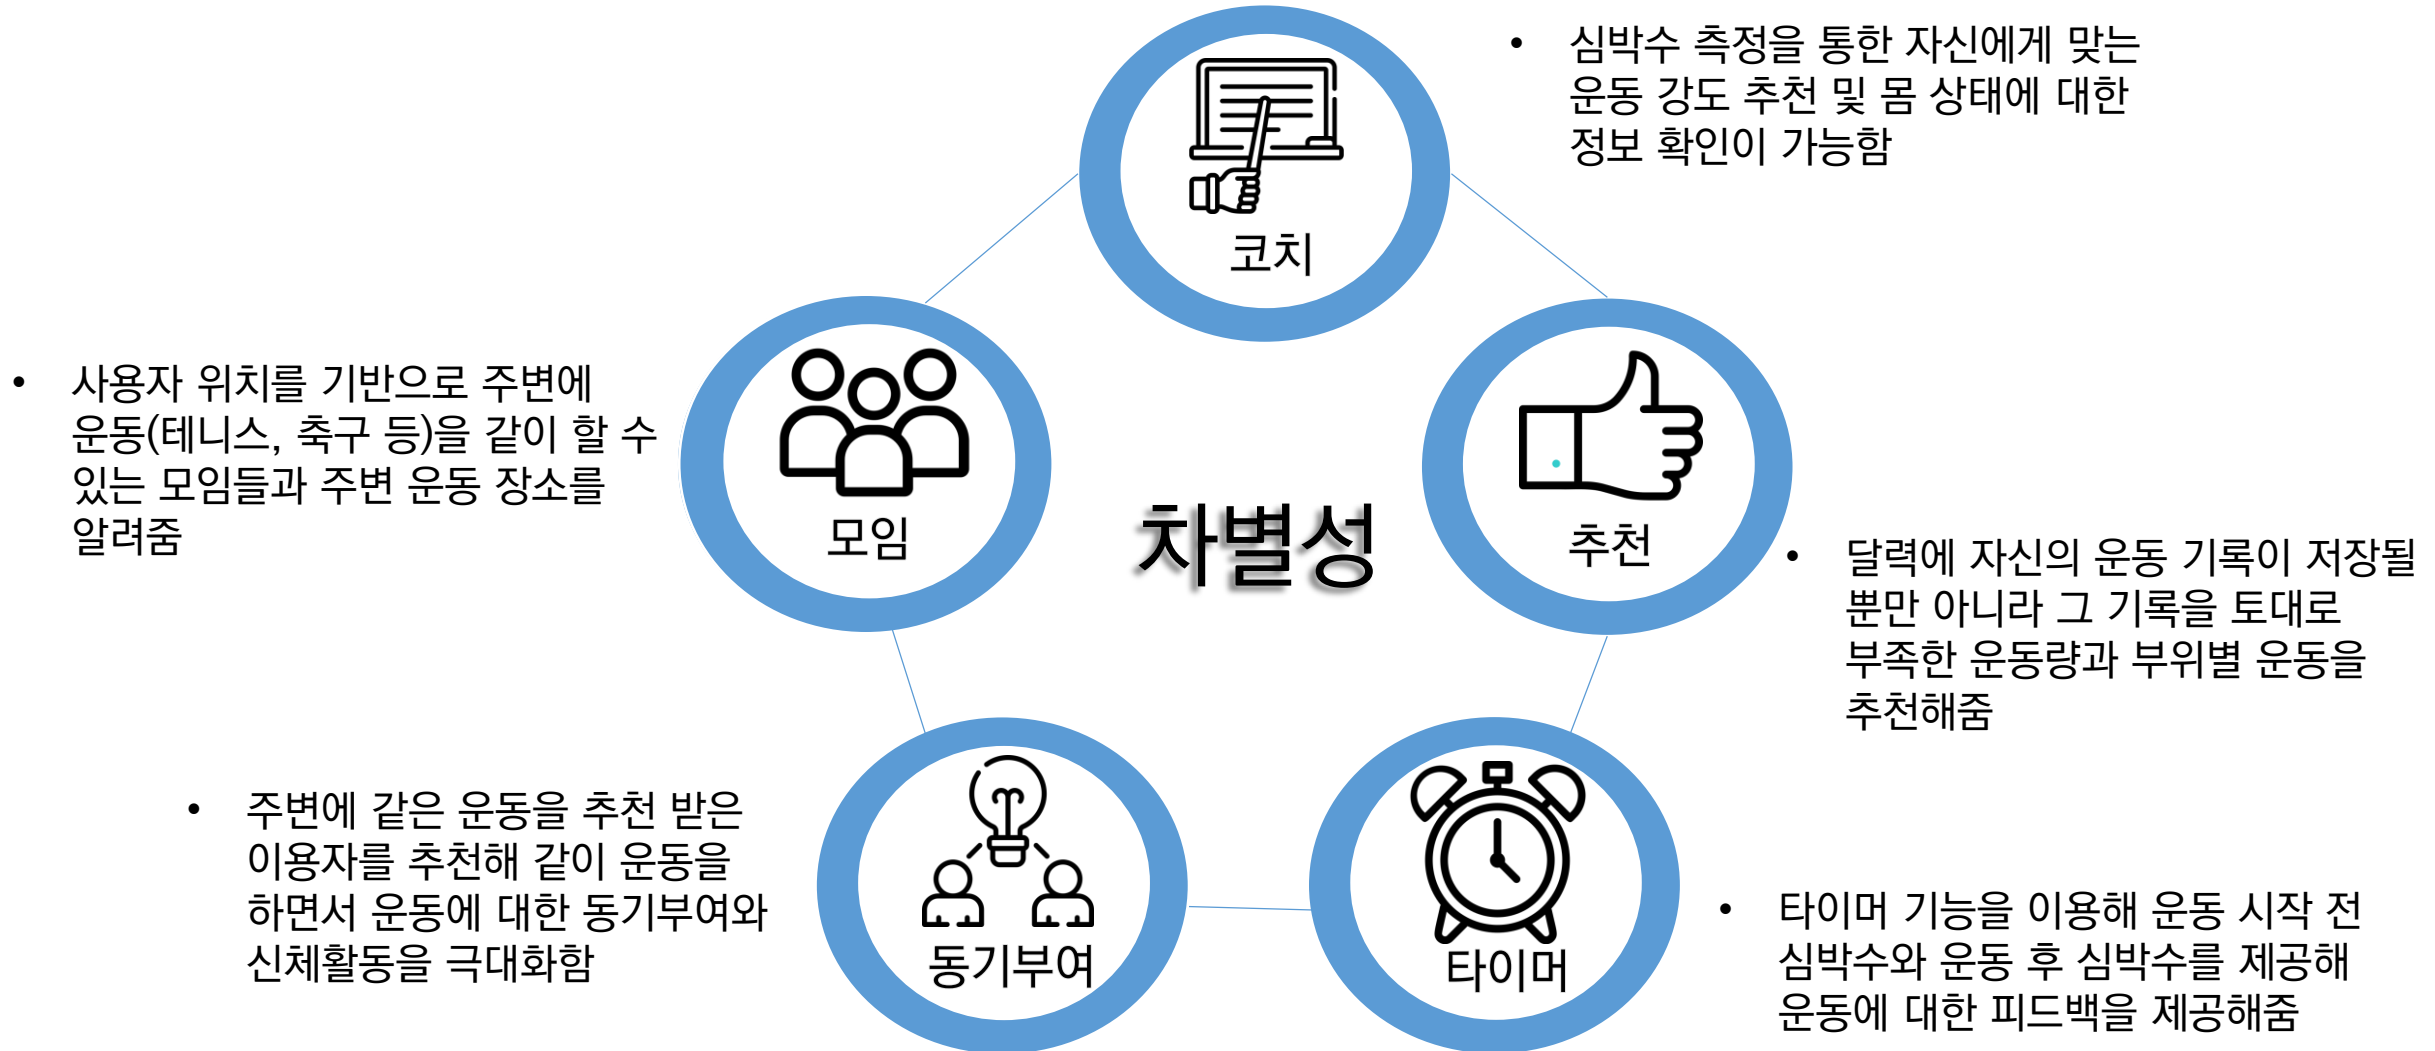 • 심박수 측정을 통한 자신에게 맞는
운동 강도 추천 및 몸 상태에 대한
정보 확인이 가능함
코치
• 사용자 위치를 기반으로 주변에
운동(테니스, 축구 등)을 같이 할 수
있는 모임들과 주변 운동 장소를
알려줌
모임
차별성
추천
• 달력에 자신의 운동 기록이 저장될
뿐만 아니라 그 기록을 토대로
부족한 운동량과 부위별 운동을
추천해줌
• 주변에 같은 운동을 추천 받은
이용자를 추천해 같이 운동을
하면서 운동에 대한 동기부여와
신체활동을 극대화함
동기부여
타이머
• 타이머 기능을 이용해 운동 시작 전
심박수와 운동 후 심박수를 제공해
운동에 대한 피드백을 제공해줌